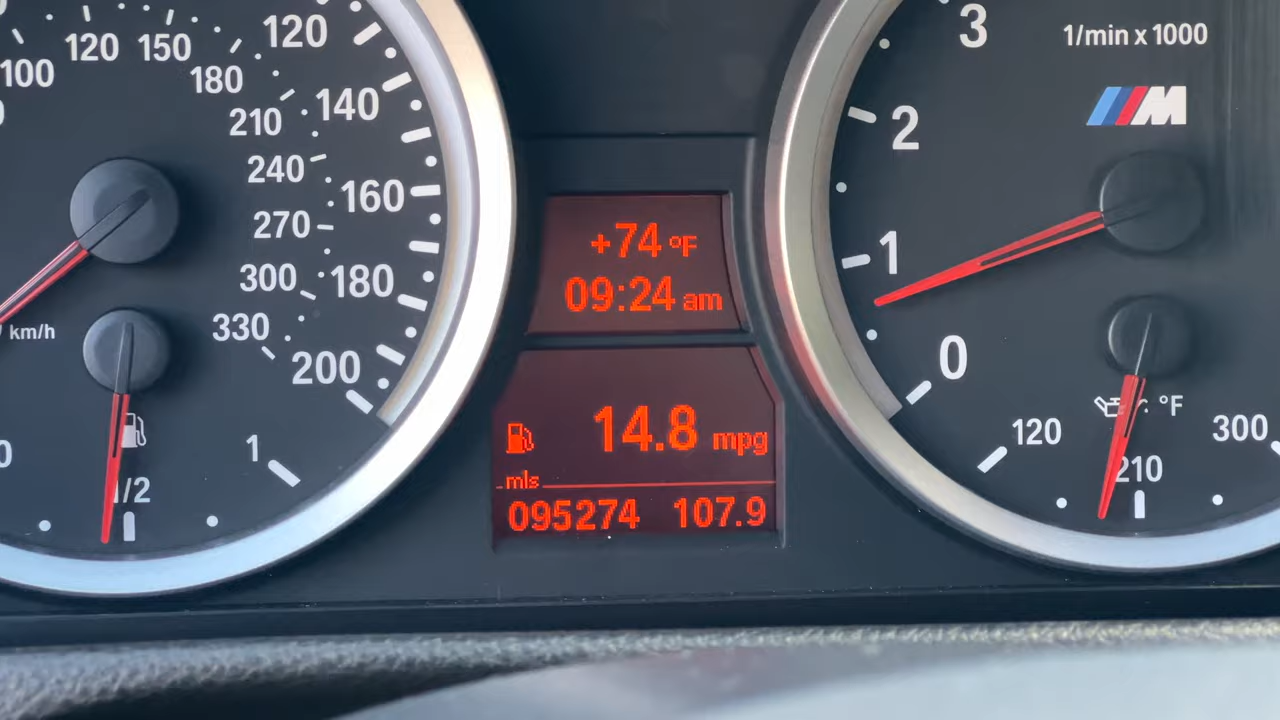 120 150 120
100 180
210 140
240 160
270
300 180
330
km/h
200
1
1/2
0
+74 °F
09:24 am
14.8 mpg
mls
095274 107.9
3 1/min x 1000
M
2
1
0
°F
120 300
210